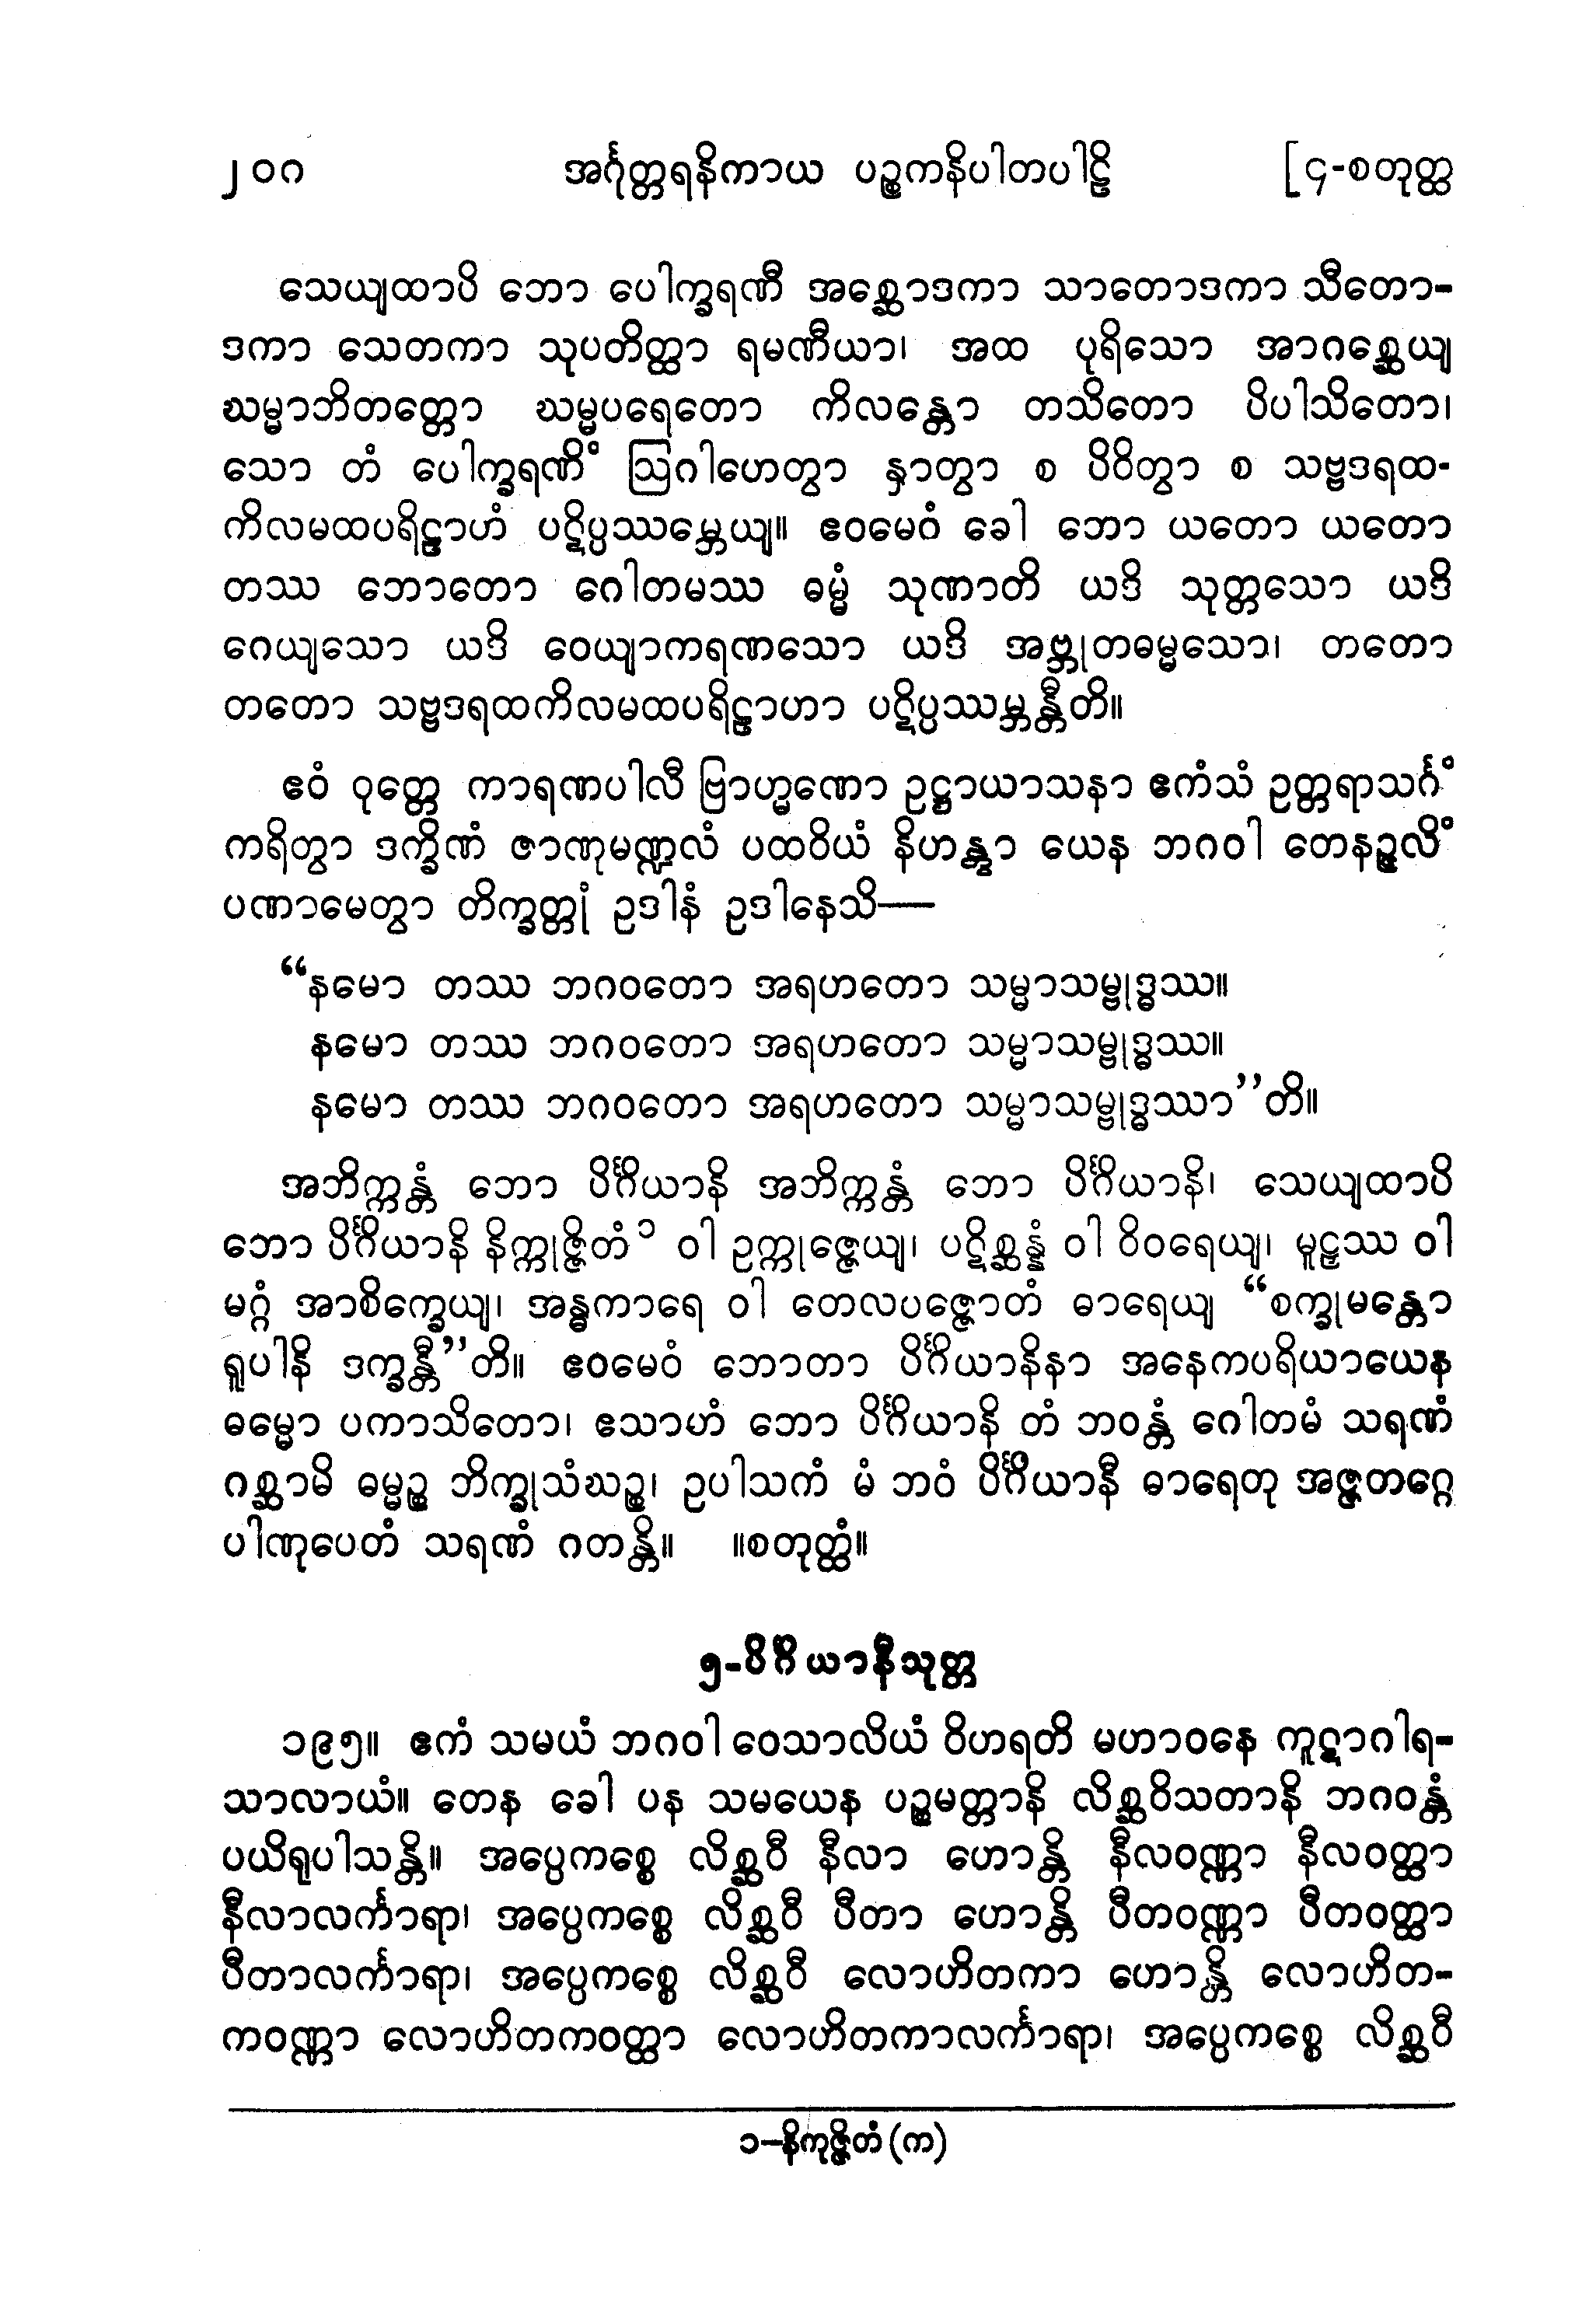 ၂၀၈ အင်္ဂုတ္တရနိကာယ ပဉ္စကနိပါတပါဠိ [၄-စတုတ္ထ
သေယျထာပိ ဘော ပေါက္ခရဏီ အစ္ဆောဒကာ သာတောဒကာ သီတော-
ဒကာ သေတကာ သုပတိတ္ထာ ရမဏီယာ၊ အထ ပုရိသော အာဂစ္ဆေယျ
ဃမ္မာဘိတတ္တော ဃမ္မပရေတော ကိလန္တော တသိတော ပိပါသိတော၊
သော တံ ပေါက္ခရဏိံ ဩဂါဟေတွာ နှာတွာ စ ပိဝိတွာ စ သဗ္ဗဒရထ-
ကိလမထပရိဠာဟံ ပဋိပ္ပဿမ္ဘေယျ။ ဧဝမေဝံ ခေါ ဘော ယတော ယတော
တဿ ဘောတော ဂေါတမဿ ဓမ္မံ သုဏာတိ ယဒိ သုတ္တသော ယဒိ
ဂေယျသော ယဒိ ဝေယျာကရဏသော ယဒိ အဗ္ဘုတဓမ္မသော၊ တတော
တတော သဗ္ဗဒရထကိလမထပရိဠာဟာ ပဋိပ္ပဿမ္ဘန္တီတိ။
ဧဝံ ဝုတ္တေ ကာရဏပါလီ ဗြာဟ္မဏော ဥဋ္ဌာယာသနာ ဧကံသံ ဥတ္တရာသင်္ဂံ
ကရိတွာ ဒက္ခိဏံ ဇာဏုမဏ္ဍလံ ပထဝိယံ နိဟန္တွာ ယေန ဘဂဝါ တေနဉ္ဇလိံ
ပဏာမေတွာ တိက္ခတ္တုံ ဥဒါနံ ဥဒါနေသိ—
“နမော တဿ ဘဂဝတော အရဟတော သမ္မာသမ္ဗုဒ္ဓဿ။
နမော တဿ ဘဂဝတော အရဟတော သမ္မာသမ္ဗုဒ္ဓဿ။
နမော တဿ ဘဂဝတော အရဟတော သမ္မာသမ္ဗုဒ္ဓဿာ”တိ။
အဘိက္ကန္တံ ဘော ပိင်္ဂိယာနိ အဘိက္ကန္တံ ဘော ပိင်္ဂိယာနိ၊ သေယျထာပိ
ဘော ပိင်္ဂိယာနိ နိက္ကုဇ္ဇိတံ ၁ ဝါ ဥက္ကုဇ္ဇေယျ၊ ပဋိစ္ဆန္နံ ဝါ ဝိဝရေယျ၊ မူဠှဿ ဝါ
မဂ္ဂံ အာစိက္ခေယျ၊ အန္ဓကာရေ ဝါ တေလပဇ္ဇောတံ ဓာရေယျ “စက္ခုမန္တော
ရူပါနိ ဒက္ခန္တီ”တိ။ ဧဝမေဝံ ဘောတာ ပိင်္ဂိယာနိနာ အနေကပရိယာယေန
ဓမ္မော ပကာသိတော၊ ဧသာဟံ ဘော ပိင်္ဂိယာနိ တံ ဘဝန္တံ ဂေါတမံ သရဏံ
ဂစ္ဆာမိ ဓမ္မဉ္စ ဘိက္ခုသံဃဉ္စ၊ ဥပါသကံ မံ ဘဝံ ပိင်္ဂိယာနီ ဓာရေတု အဇ္ဇတဂ္ဂေ
ပါဏုပေတံ သရဏံ ဂတန္တိ။ ။စတုတ္ထံ။
၅-ပိင်္ဂိယာနီသုတ္တ
၁၉၅။ ဧကံ သမယံ ဘဂဝါ ဝေသာလိယံ ဝိဟရတိ မဟာဝနေ ကူဋာဂါရ-
သာလာယံ။ တေန ခေါ ပန သမယေန ပဉ္စမတ္တာနိ လိစ္ဆဝိသတာနိ ဘဂဝန္တံ
ပယိရုပါသန္တိ။ အပ္ပေကစ္စေ လိစ္ဆဝီ နီလာ ဟောန္တိ နီလဝဏ္ဏာ နီလဝတ္ထာ
နီလာလင်္ကာရာ၊ အပ္ပေကစ္စေ လိစ္ဆဝီ ပီတာ ဟောန္တိ ပီတဝဏ္ဏာ ပီတဝတ္ထာ
ပီတာလင်္ကာရာ၊ အပ္ပေကစ္စေ လိစ္ဆဝီ လောဟိတကာ ဟောန္တိ လောဟိတ-
ကဝဏ္ဏာ လောဟိတကဝတ္ထာ လောဟိတကာလင်္ကာရာ၊ အပ္ပေကစ္စေ လိစ္ဆဝီ
၁-နိကုဇ္ဇိတံ (က)